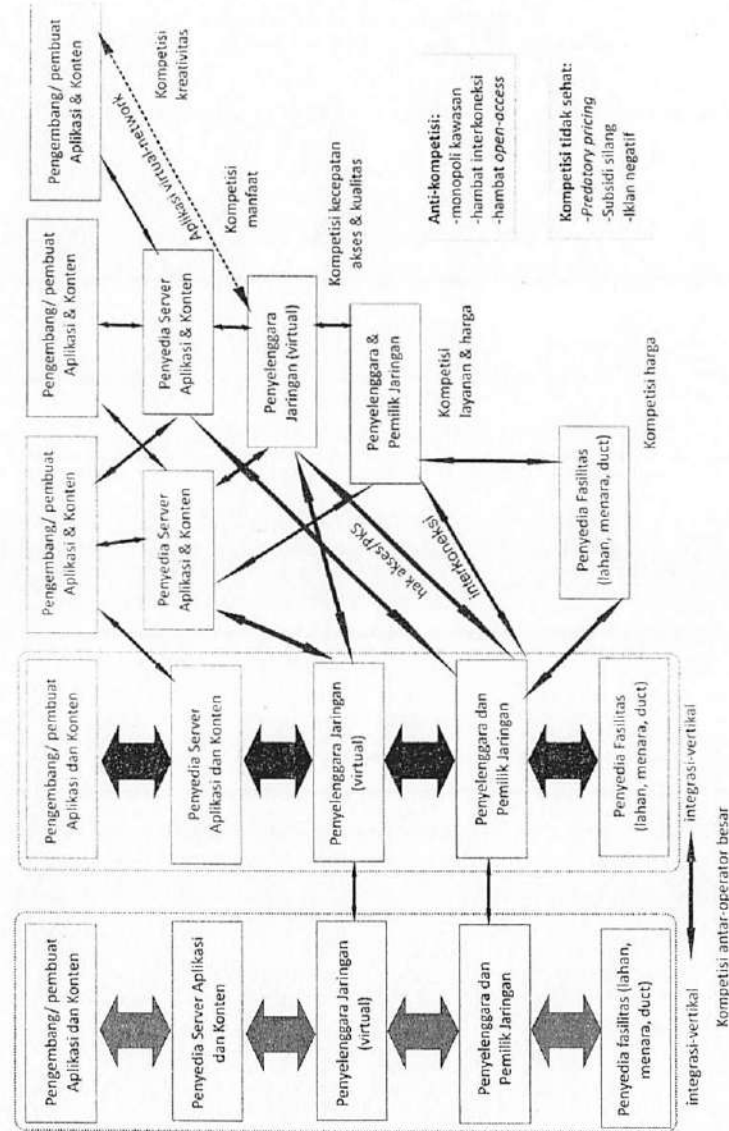 Pengembang/ pembuat
Aplikasi dan Konten
Penyedia Server Aplikasi
dan Konten
Penyelenggara Jaringan
(virtual)
Penyelenggara dan
Pemilik Jaringan
Penyedia fasilitas (lahan,
menara, duct)
integrasi-vertikal
Pengembang/ pembuat
Aplikasi dan Konten
Penyedia Server
Aplikasi dan Konten
Penyelenggara Jaringan
(virtual)
Penyelenggara dan
Pemilik Jaringan
Penyedia Fasilitas
(lahan, menara, duct)
integrasi-vertikal
Kompetisi antar-operator besar
Pengembang/ pembuat
Aplikasi & Konten
Penyedia Server
Aplikasi & Konten
Pengembang/ pembuat
Aplikasi & Konten
Penyedia Server
Aplikasi & Konten
Penyelenggara
Jaringan (virtual)
Penyelenggara &
Pemilik Jaringan
Penyedia Fasilitas
(lahan, menara, duct)
hak akses/PKS
interkoneksi
Pengembang/ pembuat
Aplikasi & Konten
Aplikasi virtual-network
Kompetisi
kreativitas
Kompetisi
manfaat
Kompetisi kecepatan
akses & kualitas
Kompetisi
layanan & harga
Kompetisi harga
Anti-kompetisi:
-monopoli kawasan
-hambat interkoneksi
-hambat open-access
Kompetisi tidak sehat:
-Predatory pricing
-Subsidi silang
-Iklan negatif